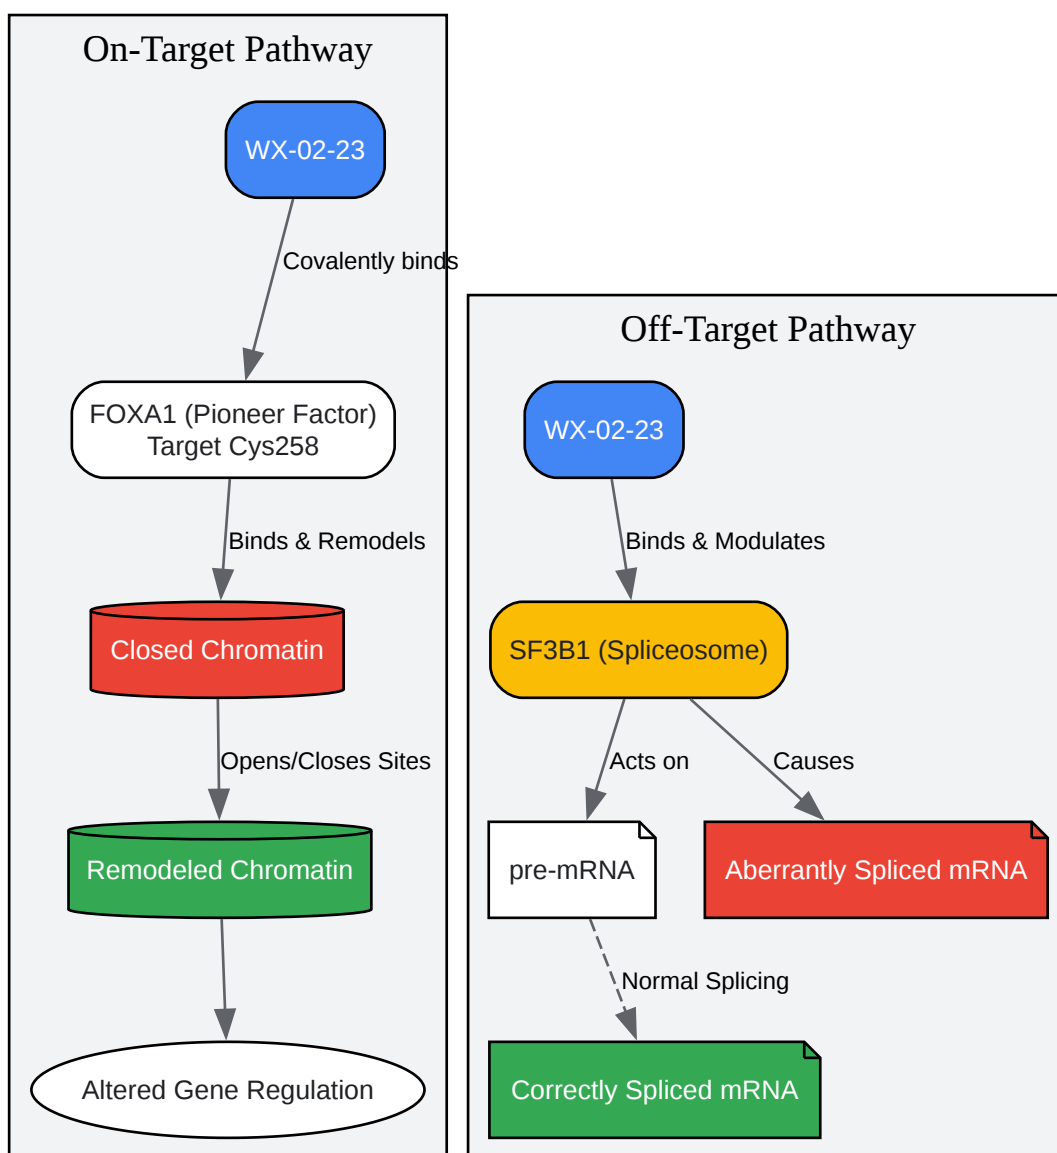 On-Target Pathway
WX-02-23
Covalently binds
FOXA1 (Pioneer Factor)
Target Cys258
Binds & Remodels
Closed Chromatin
Opens/Closes Sites
Remodeled Chromatin
Altered Gene Regulation
Off-Target Pathway
WX-02-23
Binds & Modulates
SF3B1 (Spliceosome)
Acts on
Causes
pre-mRNA
Aberrantly Spliced mRNA
Normal Splicing
Correctly Spliced mRNA